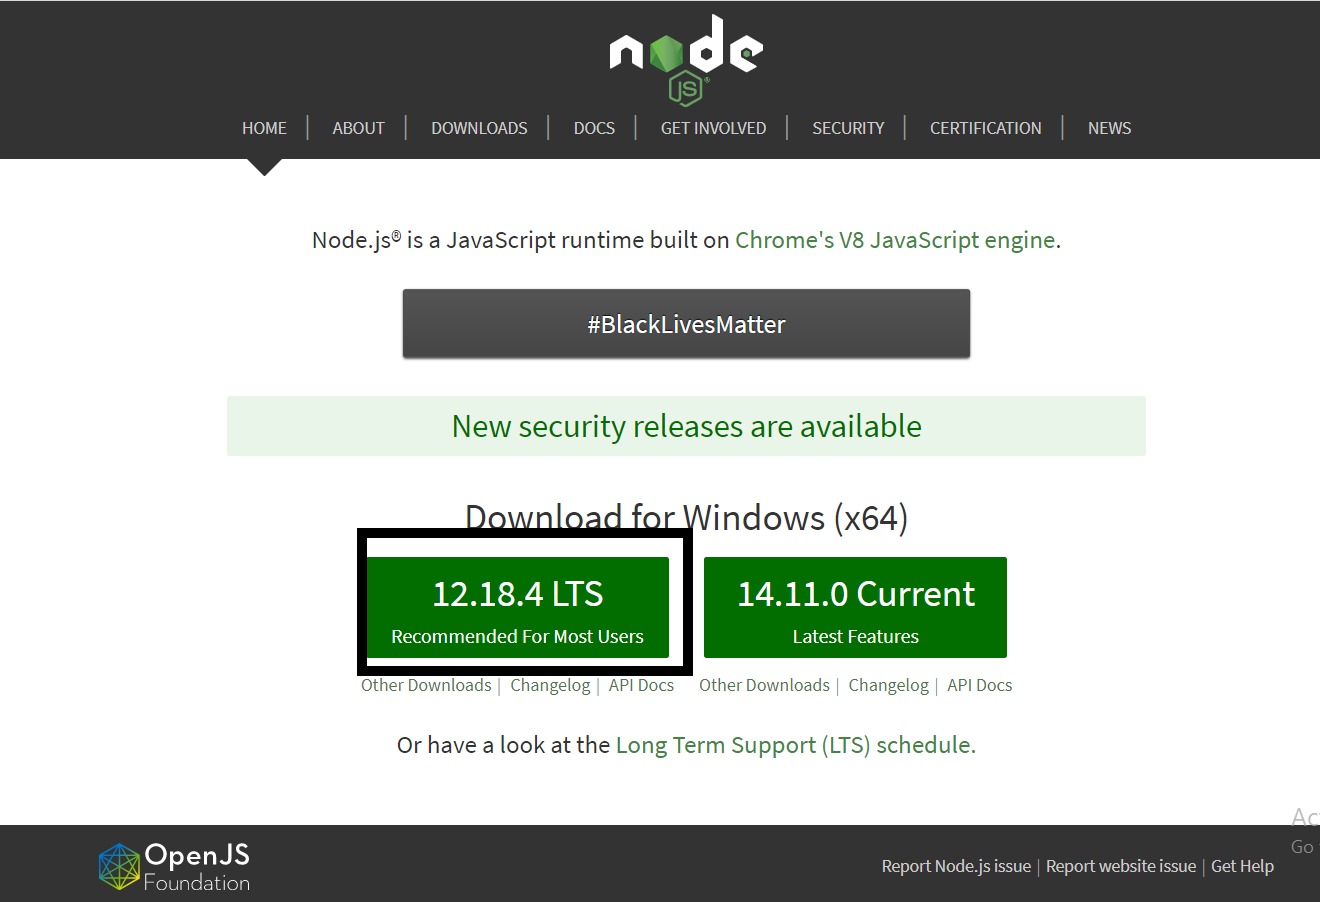 node
JS
HOME | ABOUT | DOWNLOADS | DOCS | GET INVOLVED | SECURITY | CERTIFICATION | NEWS
Node.js® is a JavaScript runtime built on Chrome's V8 JavaScript engine.
#BlackLivesMatter
New security releases are available
Download for Windows (x64)
12.18.4 LTS
Recommended For Most Users
14.11.0 Current
Latest Features
Other Downloads | Changelog | API Docs
Other Downloads | Changelog | API Docs
Or have a look at the Long Term Support (LTS) schedule.
OpenJS
Foundation
Report Node.js issue | Report website issue | Get Help
Go